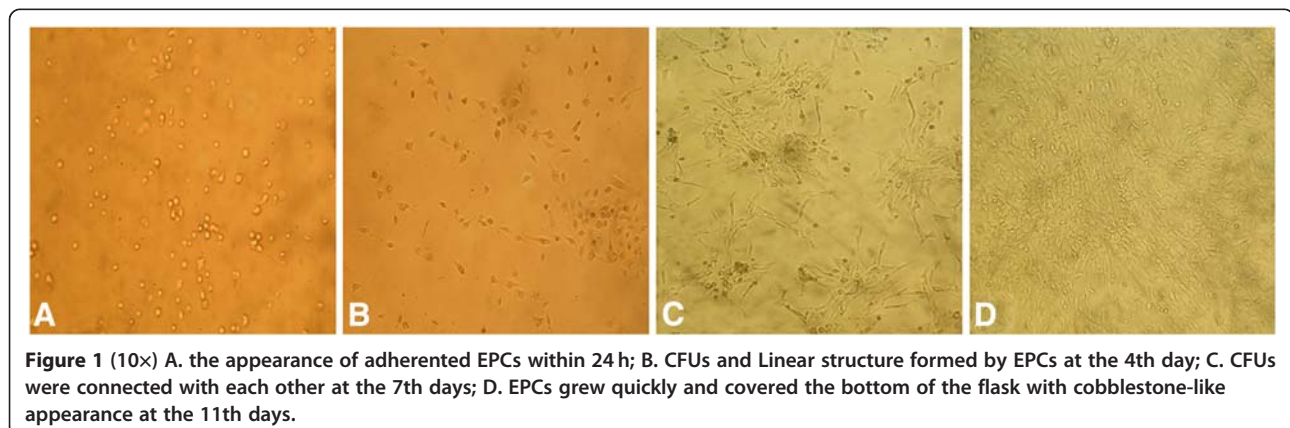 A
B
C
D
Figure 1 (10×) A. the appearance of adherented EPCs within 24 h; B. CFUs and Linear structure formed by EPCs at the 4th day; C. CFUs
were connected with each other at the 7th days; D. EPCs grew quickly and covered the bottom of the flask with cobblestone-like
appearance at the 11th days.